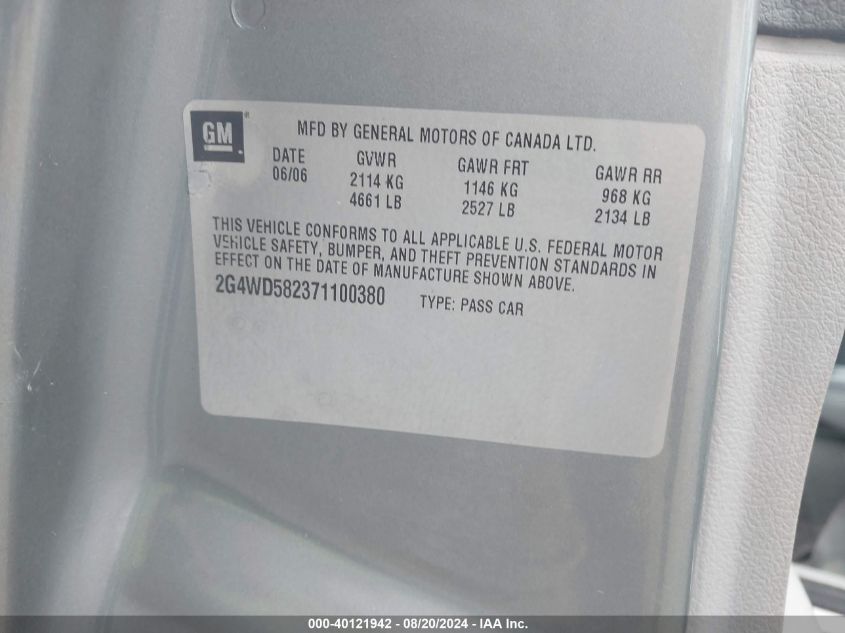 GM
MFD BY GENERAL MOTORS OF CANADA LTD.
DATE GVWR GAWR FRT GAWR RR
06/06 2114 KG 1146 KG 968 KG
4661 LB 2527 LB 2134 LB
THIS VEHICLE CONFORMS TO ALL APPLICABLE U.S. FEDERAL MOTOR
VEHICLE SAFETY, BUMPER, AND THEFT PREVENTION STANDARDS IN
EFFECT ON THE DATE OF MANUFACTURE SHOWN ABOVE.
2G4WD582371100380 TYPE: PASS CAR
000-40121942 - 08/20/2024 - IAA Inc.